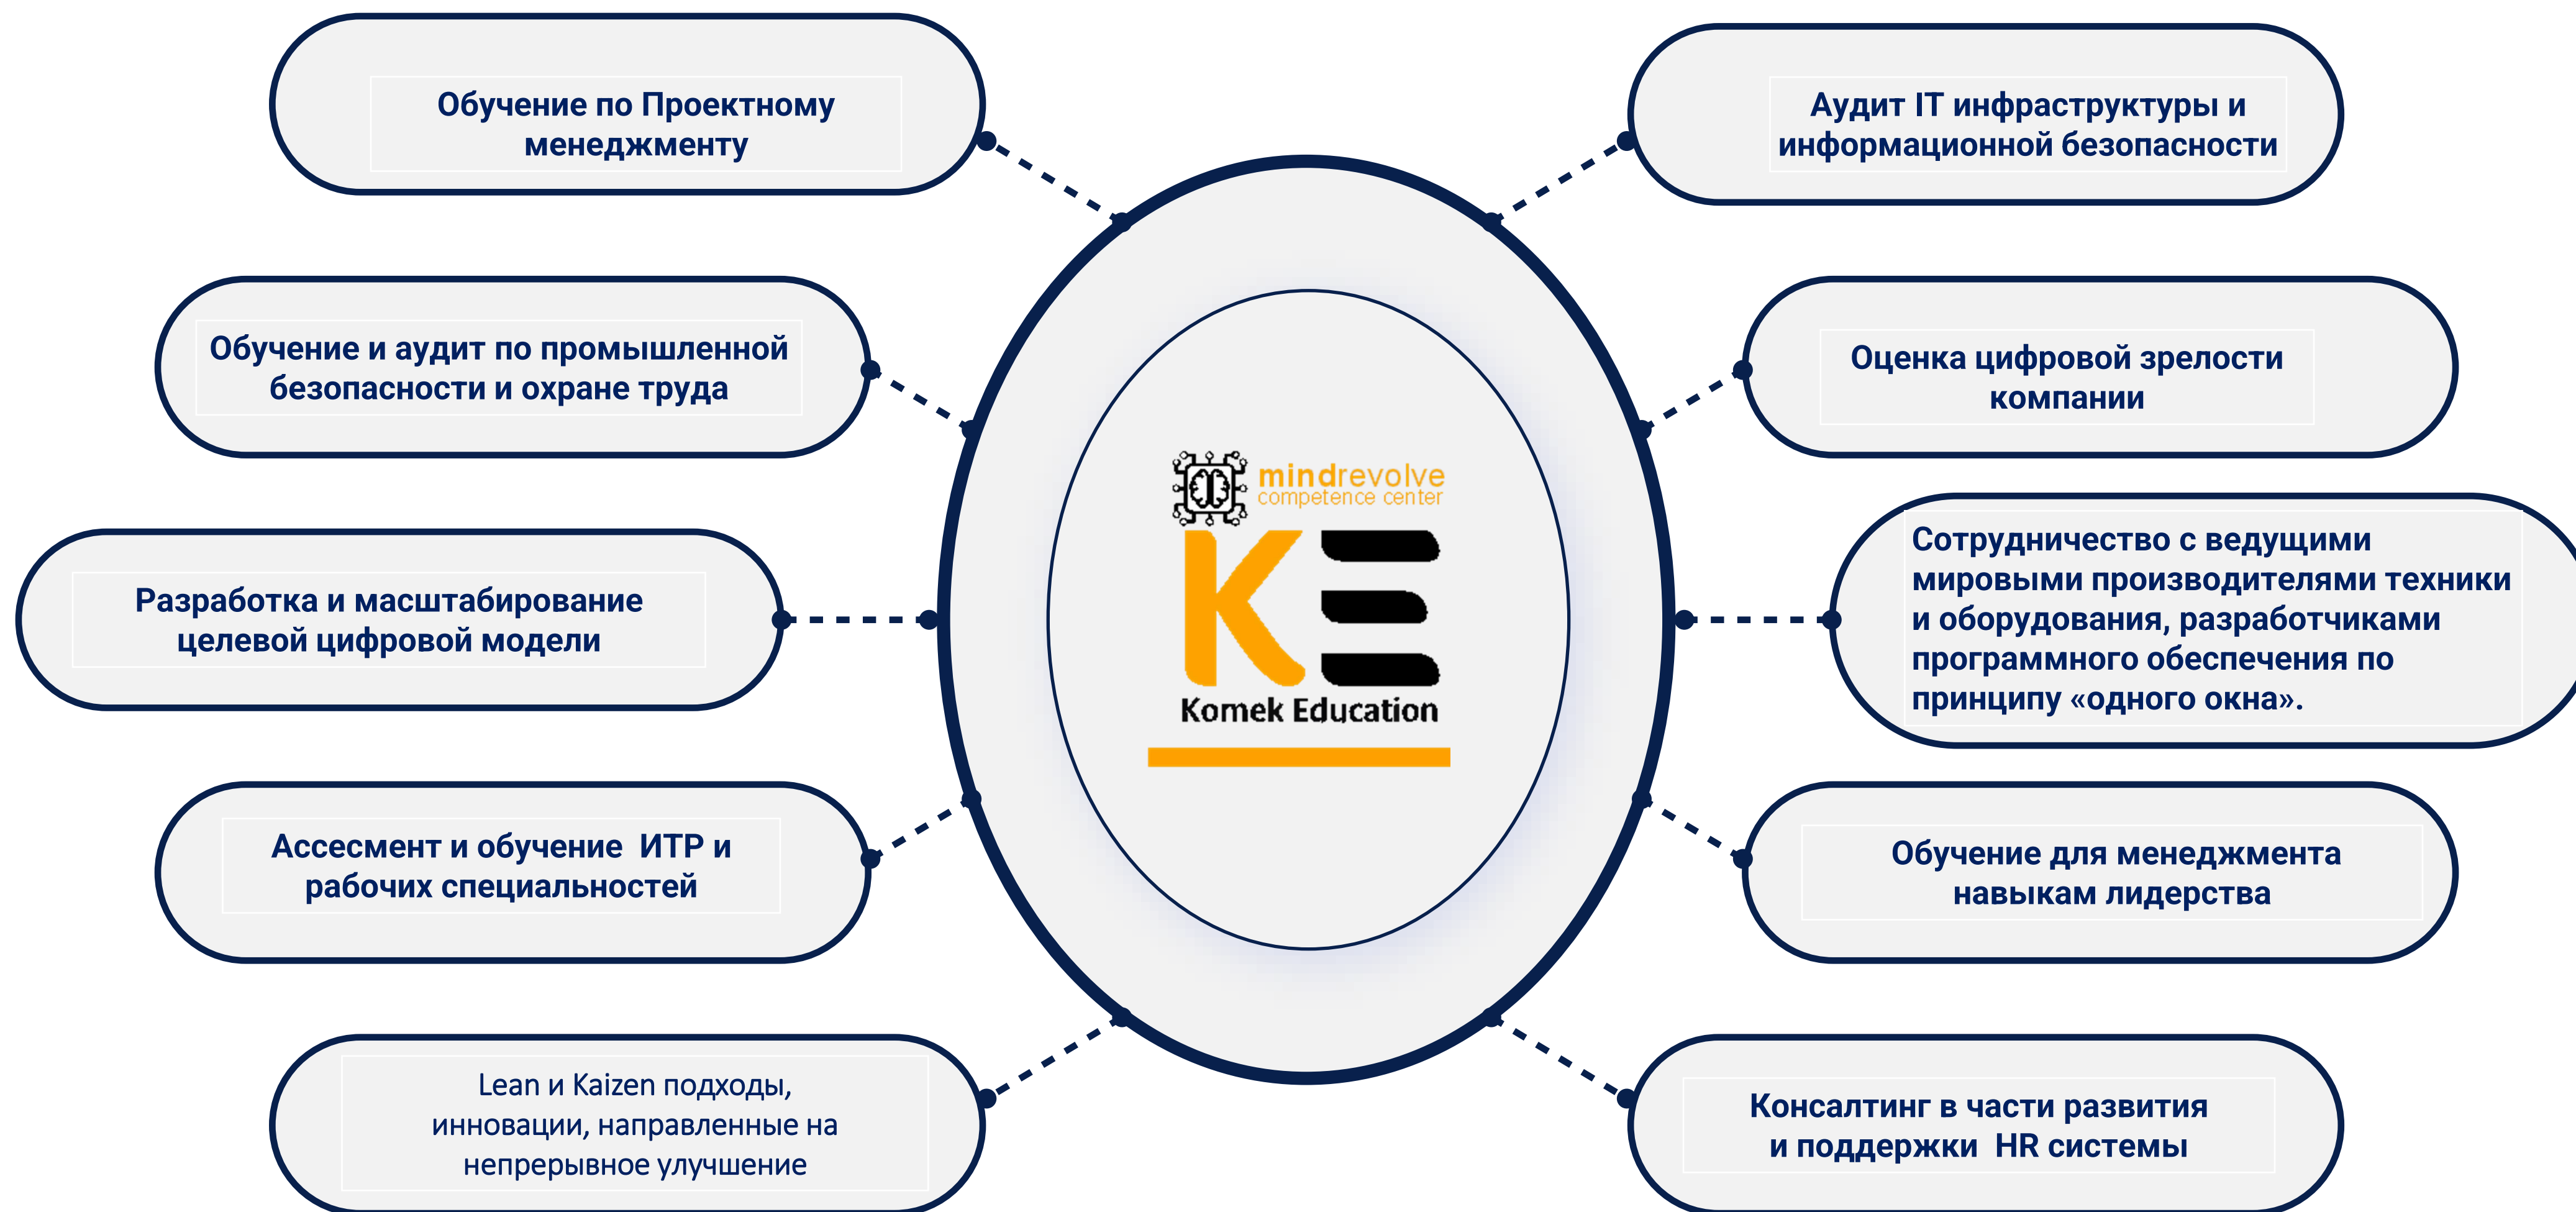 Обучение по Проектному
менеджменту
Обучение и аудит по промышленной
безопасности и охране труда
Разработка и масштабирование
целевой цифровой модели
Ассесмент и обучение  ИТР и
рабочих специальностей
Lean и Kaizen подходы,
инновации, направленные на
непрерывное улучшение
mindrevolve
competence center
KE
Komek Education
Аудит IT инфраструктуры и
информационной безопасности
Оценка цифровой зрелости
компании
Сотрудничество с ведущими
мировыми производителями техники
и оборудования, разработчиками
программного обеспечения по
принципу «одного окна».
Обучение для менеджмента
навыкам лидерства
Консалтинг в части развития
и поддержки  HR системы